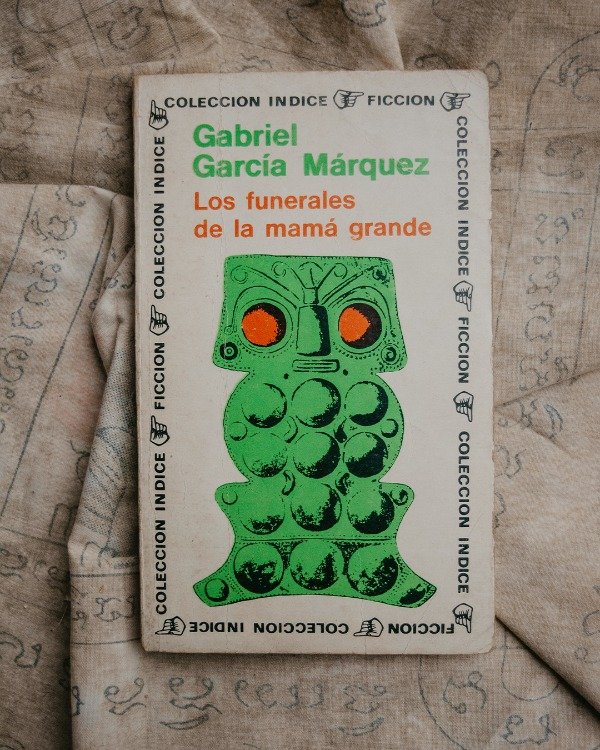 COLECCION INDICE FICCION
Gabriel
García Márquez
Los funerales
de la mamá grande
COLECCION INDICE FICCION COLECCION INDICE
FICCION COLECCION INDICE
COLECCION INDICE FICCION COLECCION INDICE